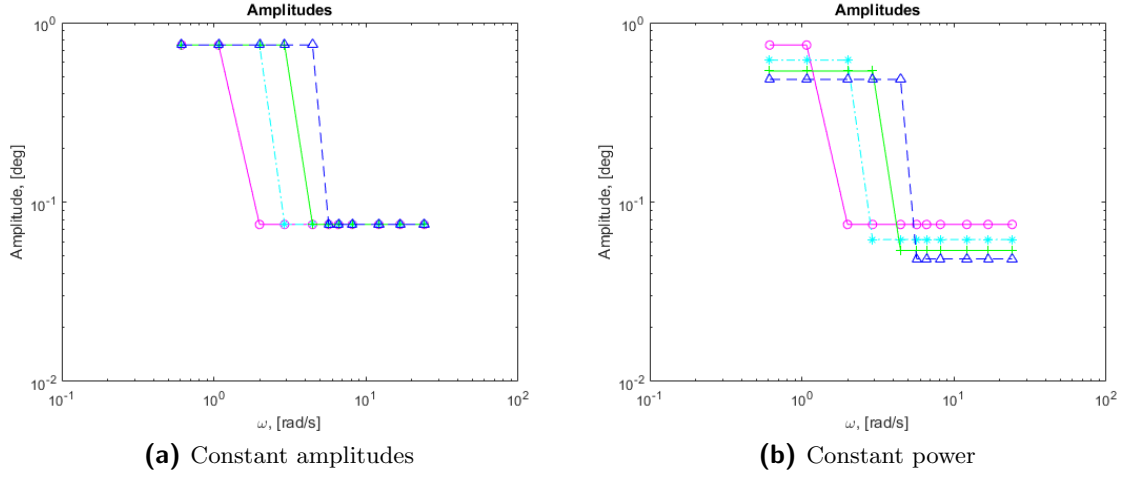 Amplitudes
10^0
10^-1
10^-2
Amplitude, [deg]
10^-1
10^0
10^1
10^2
ω, [rad/s]
(a) Constant amplitudes
Amplitudes
10^0
10^-1
10^-2
Amplitude, [deg]
10^-1
10^0
10^1
10^2
ω, [rad/s]
(b) Constant power